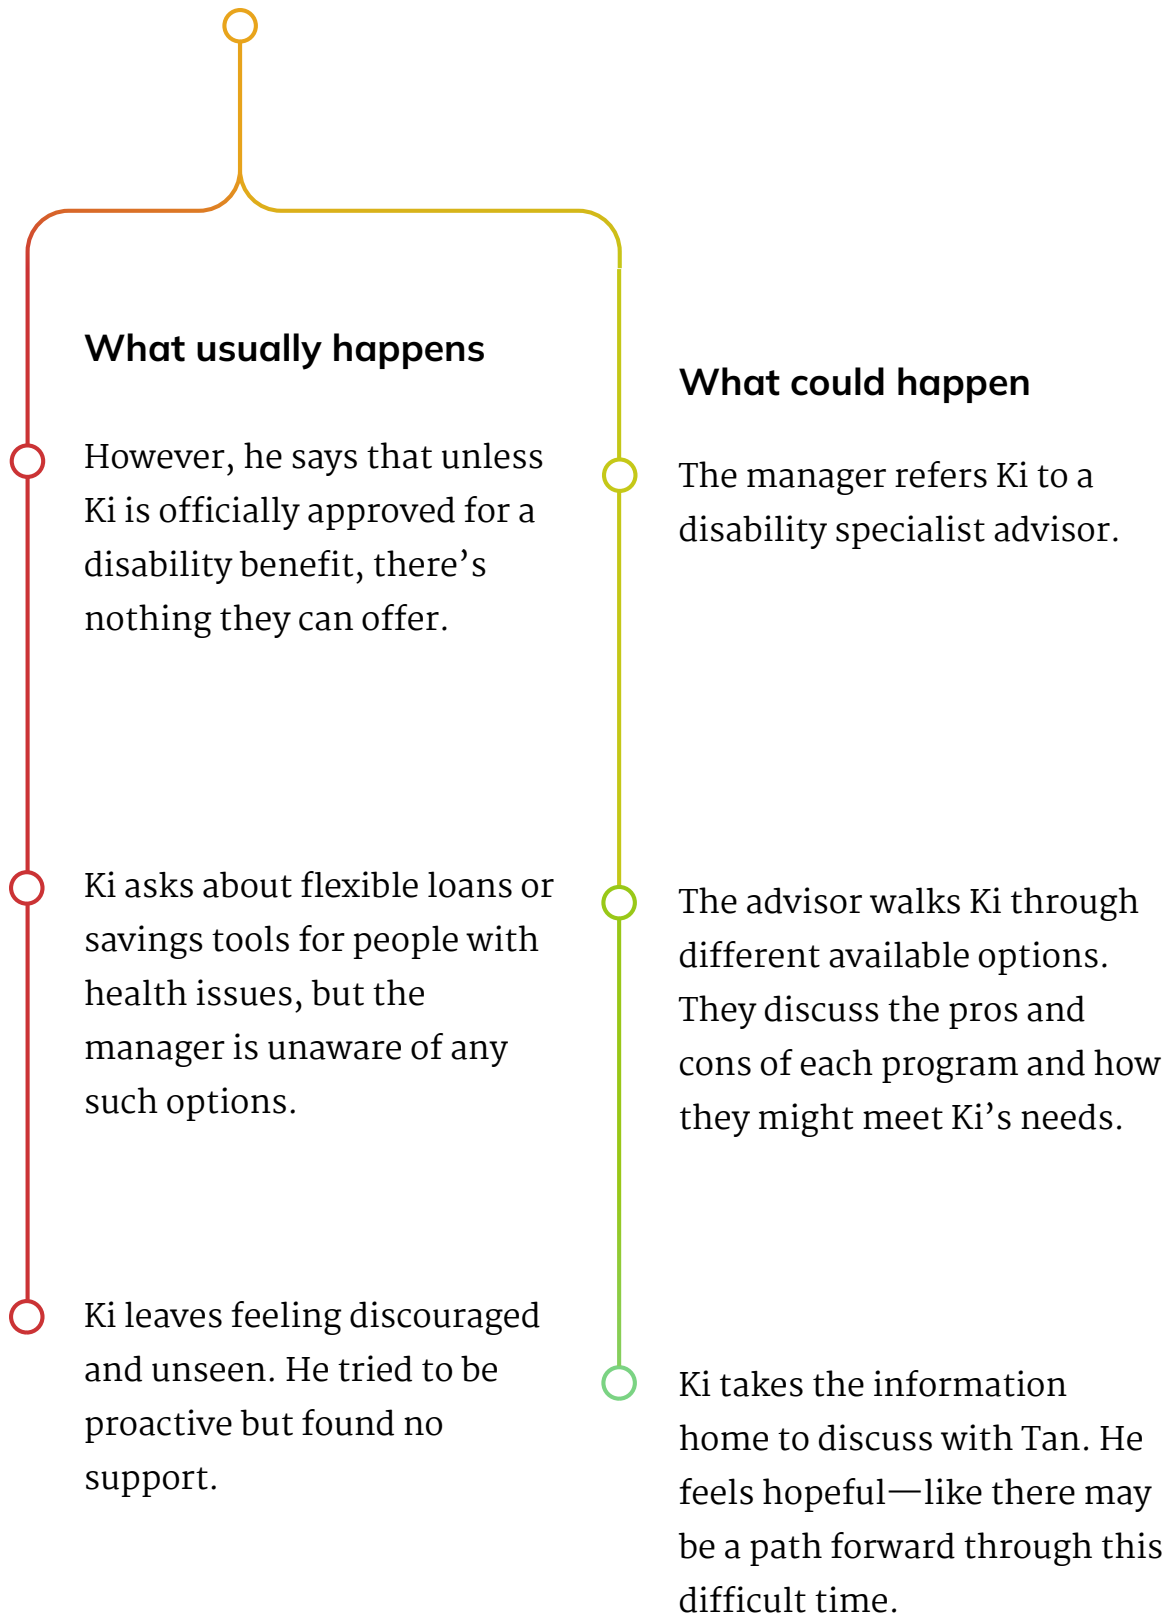 What usually happens
However, he says that unless
Ki is officially approved for a
disability benefit, there’s
nothing they can offer.
Ki asks about flexible loans or
savings tools for people with
health issues, but the
manager is unaware of any
such options.
Ki leaves feeling discouraged
and unseen. He tried to be
proactive but found no
support.
What could happen
The manager refers Ki to a
disability specialist advisor.
The advisor walks Ki through
different available options.
They discuss the pros and
cons of each program and how
they might meet Ki’s needs.
Ki takes the information
home to discuss with Tan. He
feels hopeful—like there may
be a path forward through this
difficult time.